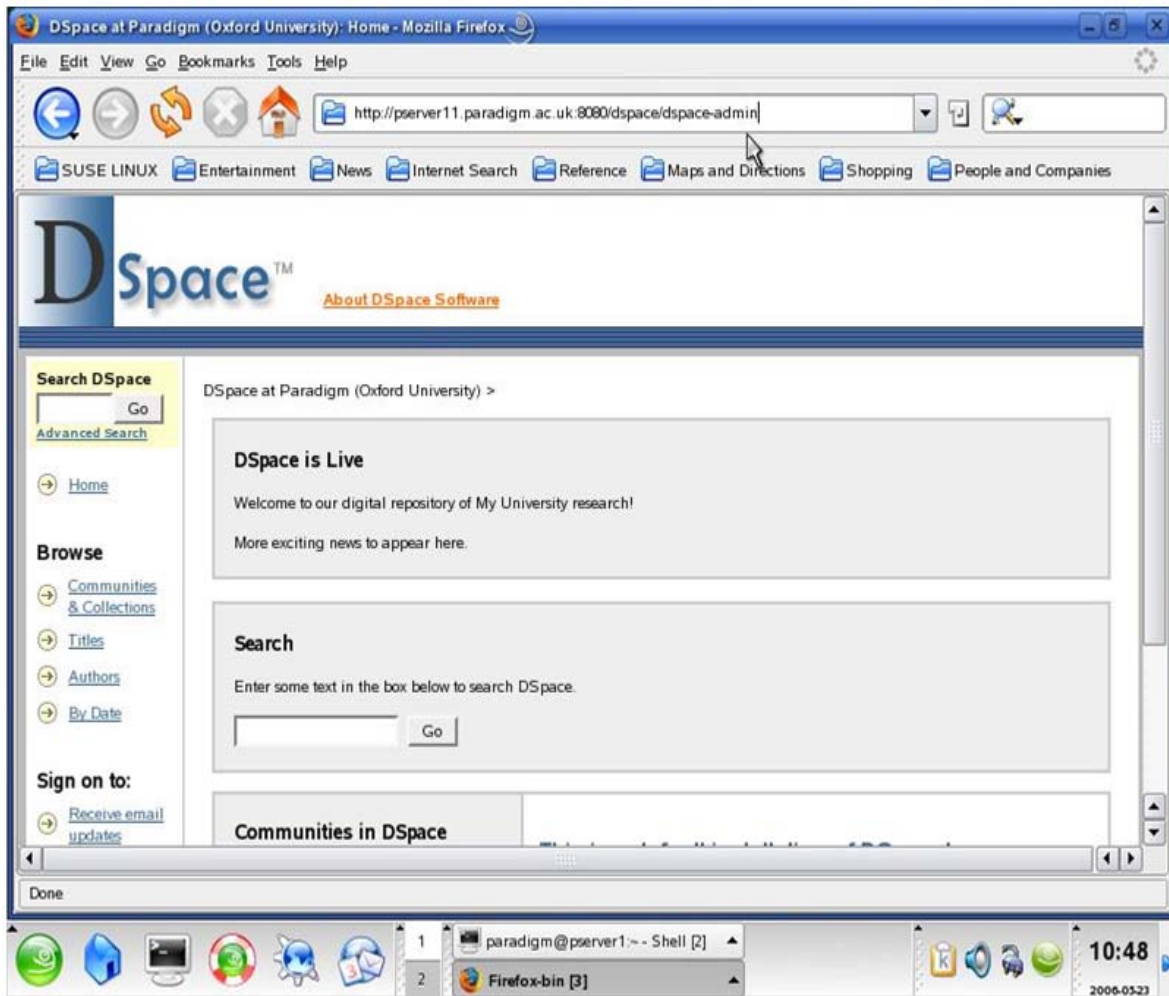 DSpace at Paradigm (Oxford University): Home - Mozilla Firefox
File Edit View Go Bookmarks Tools Help
http://pserver11.paradigm.ac.uk:8080/dspace/dspace-admin
SUSE LINUX Entertainment News Internet Search Reference Maps and Directions Shopping People and Companies
DSpace™
About DSpace Software
Search DSpace
Go
Advanced Search
Home
Browse
Communities
& Collections
Titles
Authors
By Date
Sign on to:
Receive email
updates
DSpace at Paradigm (Oxford University) >
DSpace is Live
Welcome to our digital repository of My University research!
More exciting news to appear here.
Search
Enter some text in the box below to search DSpace.
Go
Communities in DSpace
Done
1
2
paradigm@pserver1:~ - Shell [2]
Firefox-bin [3]
10:48
2006-05-23